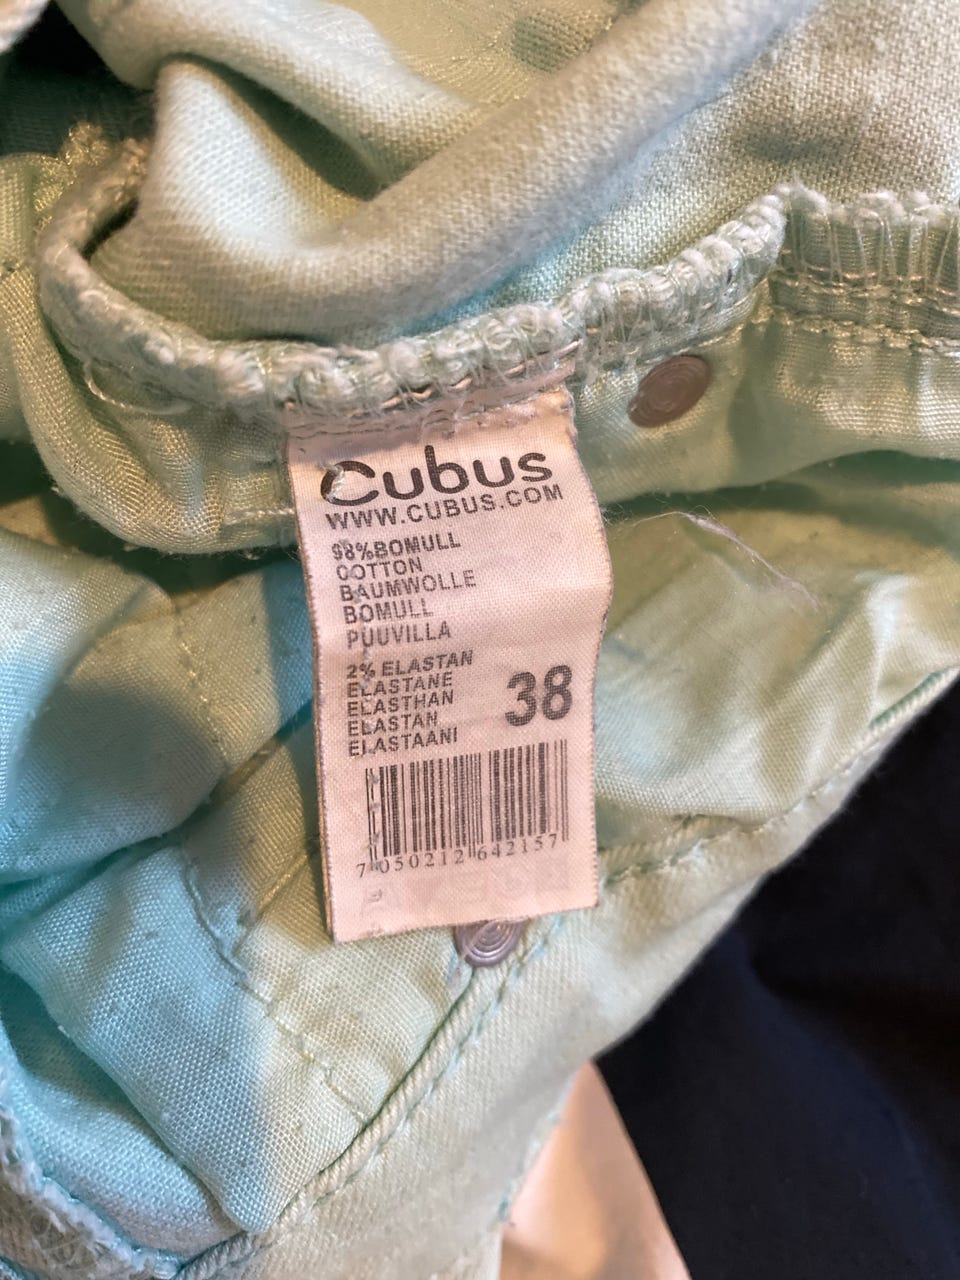 Cubus
WWW.CUBUS.COM
98%BOMULL
COTTON
BAUMWOLLE
BOMULL
PUUVILLA
2% ELASTAN
ELASTANE
ELASTHAN
ELASTAN
ELASTAANI
38
7 050212 642157